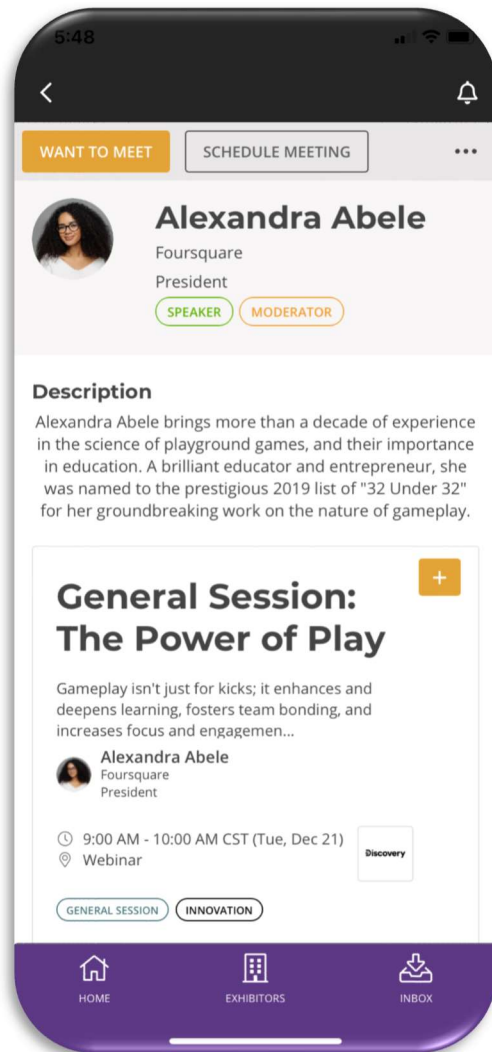 5:48
WANT TO MEET
SCHEDULE MEETING
Alexandra Abele
Foursquare
President
SPEAKER
MODERATOR
Description
Alexandra Abele brings more than a decade of experience
in the science of playground games, and their importance
in education. A brilliant educator and entrepreneur, she
was named to the prestigious 2019 list of "32 Under 32"
for her groundbreaking work on the nature of gameplay.
General Session:
The Power of Play
Gameplay isn't just for kicks; it enhances and
deepens learning, fosters team bonding, and
increases focus and engagemen...
Alexandra Abele
Foursquare
President
9:00 AM - 10:00 AM CST (Tue, Dec 21)
Webinar
Discovery
GENERAL SESSION
INNOVATION
HOME
EXHIBITORS
INBOX